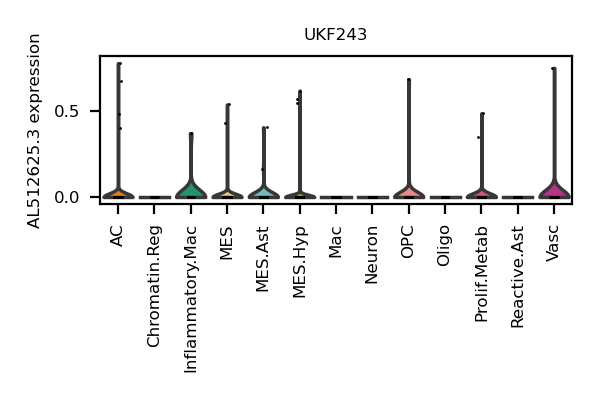 UKF243
AL512625.3 expression
0.5
0.0
AC
Chromatin.Reg
Inflammatory.Mac
MES
MES.Ast
MES.Hyp
Mac
Neuron
OPC
Oligo
Prolif.Metab
Reactive.Ast
Vasc